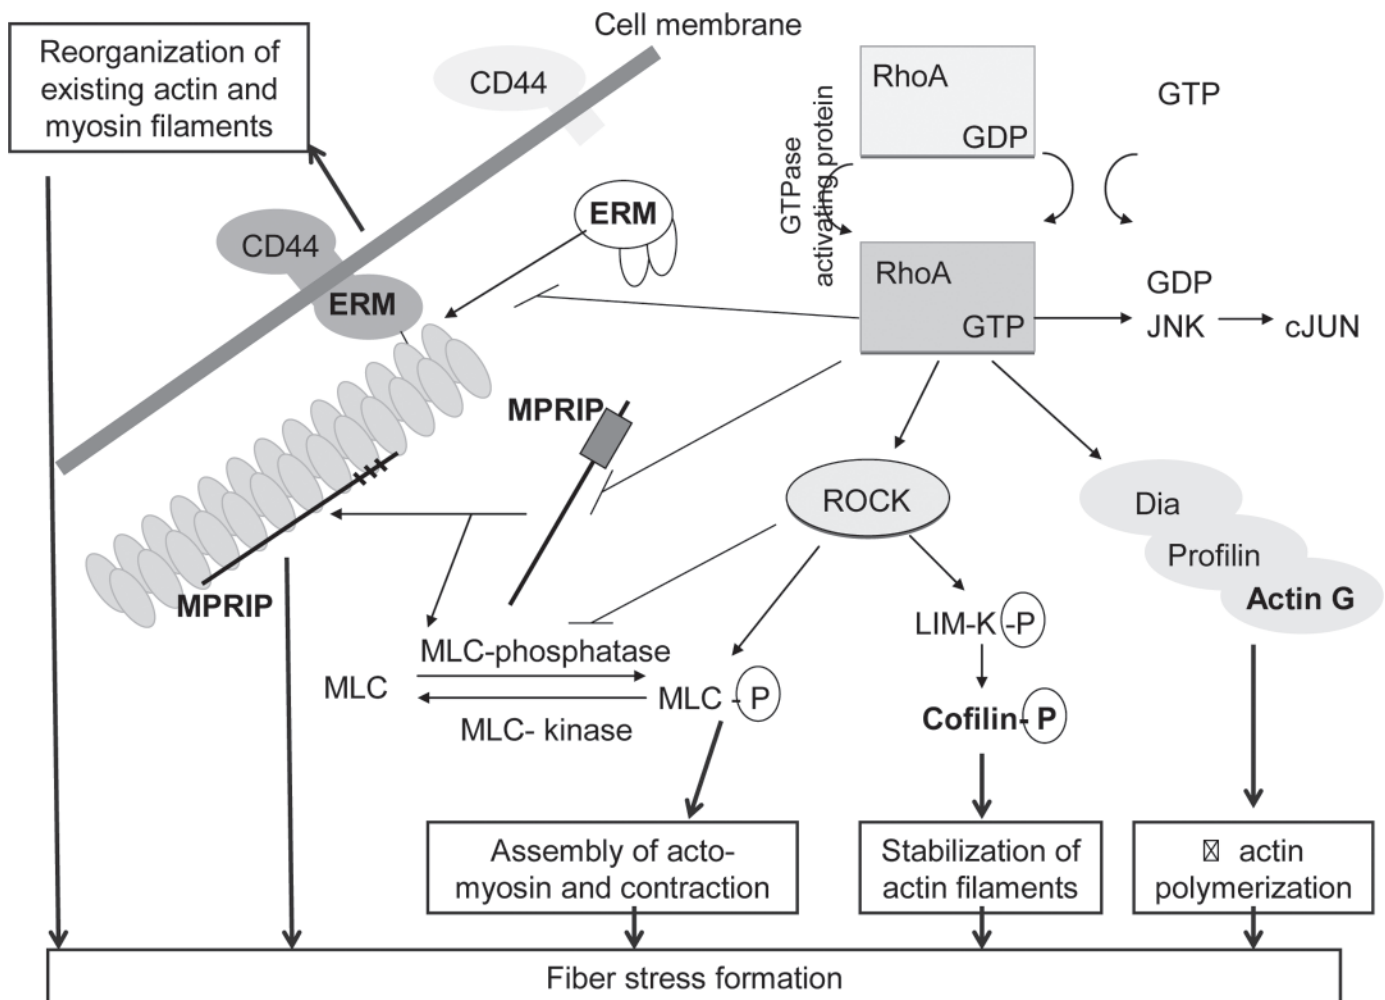 Cell membrane
Reorganization of
existing actin and
myosin filaments
CD44
RhoA
GDP
GTP
GTPase
activating protein
ERM
CD44
ERM
RhoA
GTP
GDP
JNK
cJUN
MPRIP
ROCK
Dia
Profilin
Actin G
MPRIP
LIM-K-P
MLC-phosphatase
MLC
MLC - P
MLC- kinase
Cofilin- P
Assembly of acto-
myosin and contraction
Stabilization of
actin filaments
actin
polymerization
Fiber stress formation